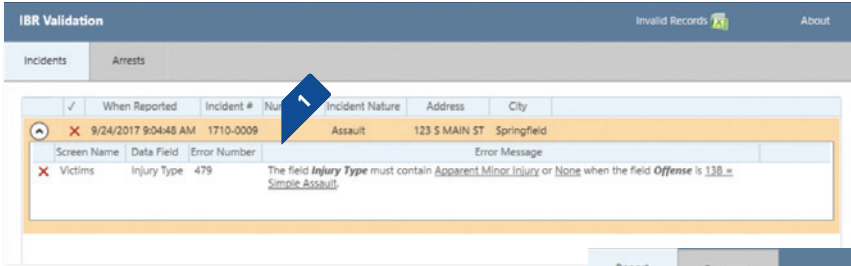 IBR Validation Invalid Records About
Incidents Arrests
✓ When Reported Incident # Incident Nature Address City
1
9/24/2017 9:04:48 AM 1710-0009 Assault 123 S MAIN ST Springfield
Screen Name Data Field Error Number Error Message
Victims Injury Type 479 The field Injury Type must contain Apparent Minor Injury or None when the field Offense is 13B =
Simple Assault.